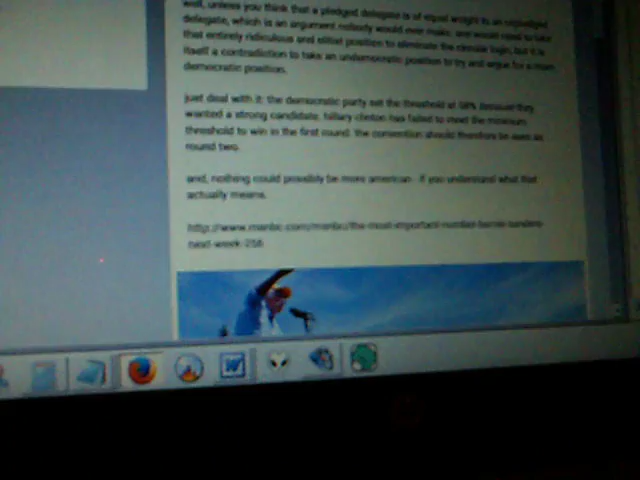 well, unless you think that a pledged delegate is of equal weight to an unpledged
delegate, which is an argument nobody would ever make. one would need to take
that entirely ridiculous and elitist position to eliminate the circular logic, but it is
itself a contradiction to take an undemocratic position to try and argue for a more
democratic position.
just deal with it: the democratic party set the threshold at 58% because they
wanted a strong candidate. hillary clinton has failed to meet the minimum
threshold to win in the first round. the convention should therefore be seen as
round two.
and, nothing could possibly be more american - if you understand what that
actually means.
http://www.msnbc.com/msnbc/the-most-important-number-bernie-sanders-
next-week-258
W